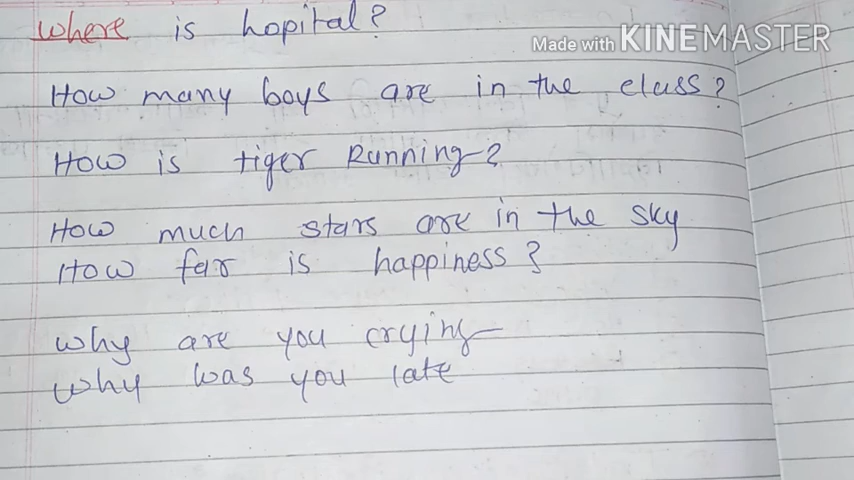 Where is hopital?
Made with KINEMASTER
How many boys are in the class?
How is tiger Running?
How much stars are in the sky
How far is happiness?
Why are you crying
Why was you late